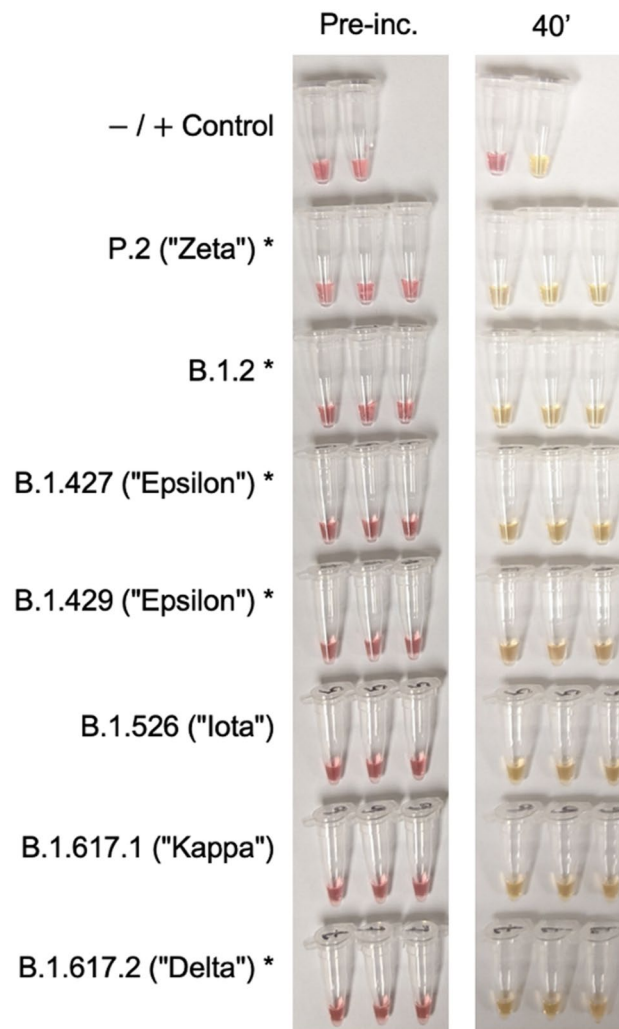 Pre-inc. 40’
− / + Control
P.2 ("Zeta") *
B.1.2 *
B.1.427 ("Epsilon") *
B.1.429 ("Epsilon") *
B.1.526 ("Iota")
B.1.617.1 ("Kappa")
B.1.617.2 ("Delta") *